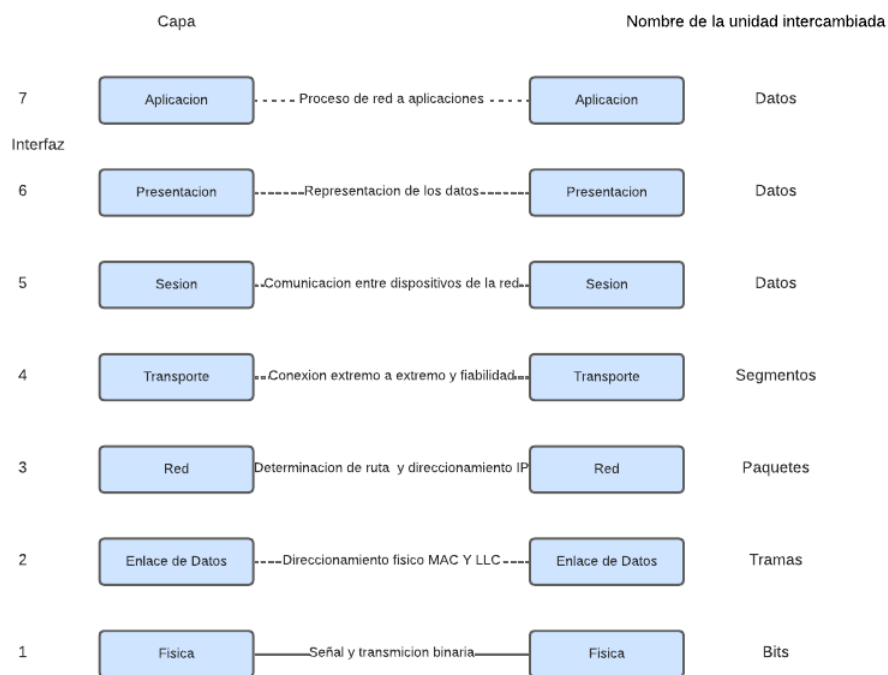 Capa Nombre de la unidad intercambiada
7 Aplicacion Proceso de red a aplicaciones Aplicacion Datos
Interfaz
6 Presentacion Representacion de los datos Presentacion Datos
5 Sesion Comunicacion entre dispositivos de la red Sesion Datos
4 Transporte Conexion extremo a extremo y fiabilidad Transporte Segmentos
3 Red Determinacion de ruta y direccionamiento IP Red Paquetes
2 Enlace de Datos Direccionamiento fisico MAC Y LLC Enlace de Datos Tramas
1 Fisica Señal y transmicion binaria Fisica Bits